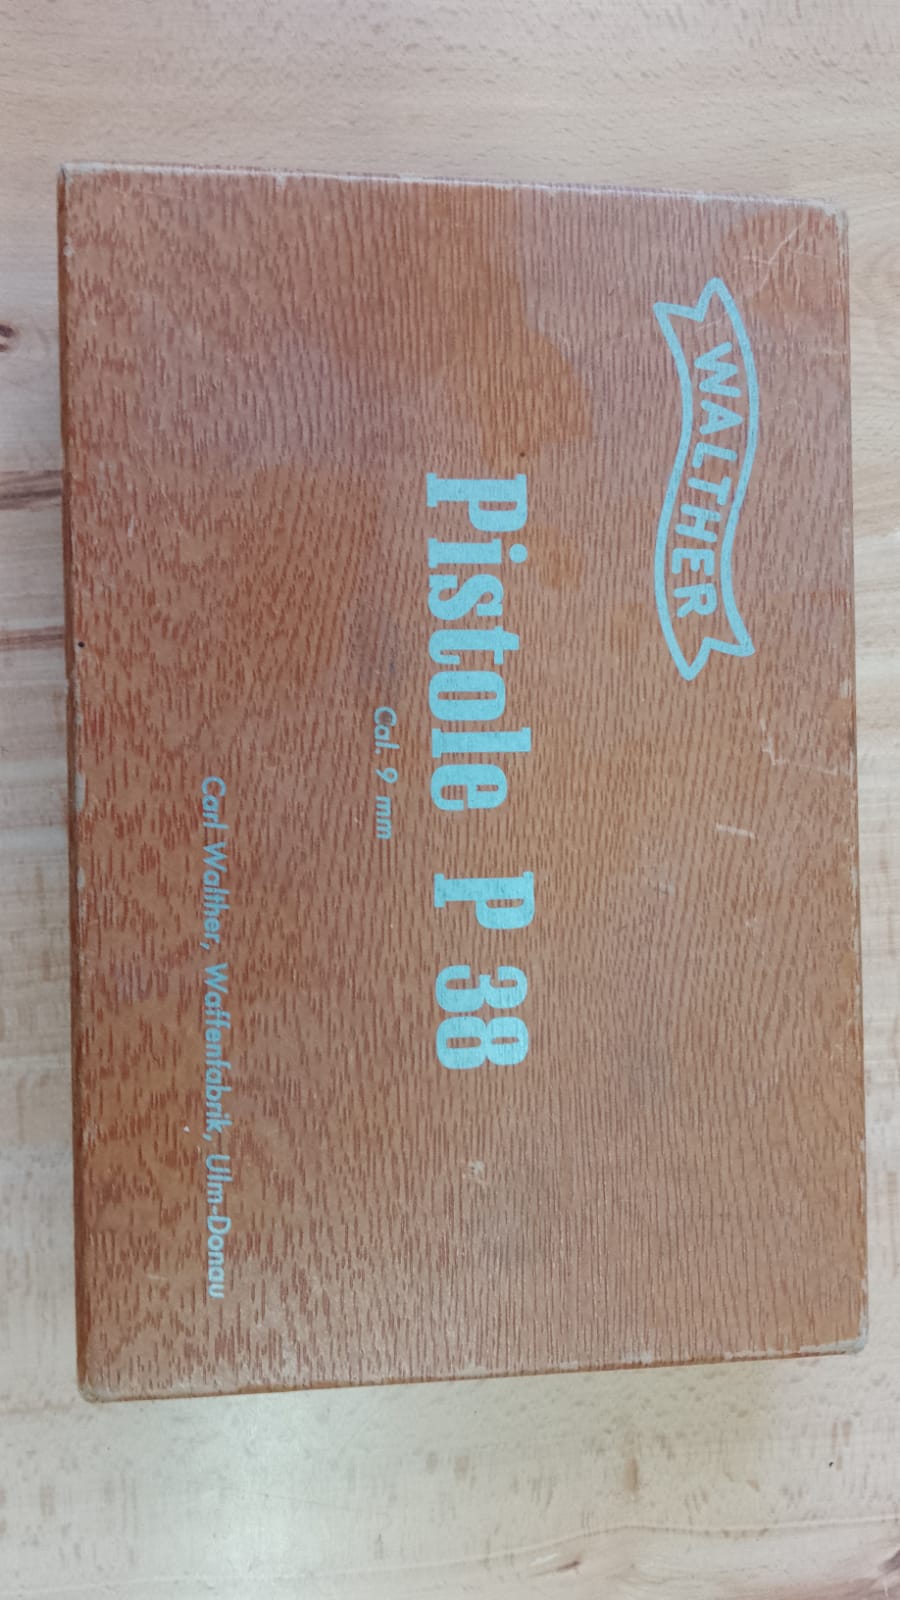 WALTHER
Pistole P 38
Cal. 9 mm
Carl Walther, Waffenfabrik, Ulm-Donau